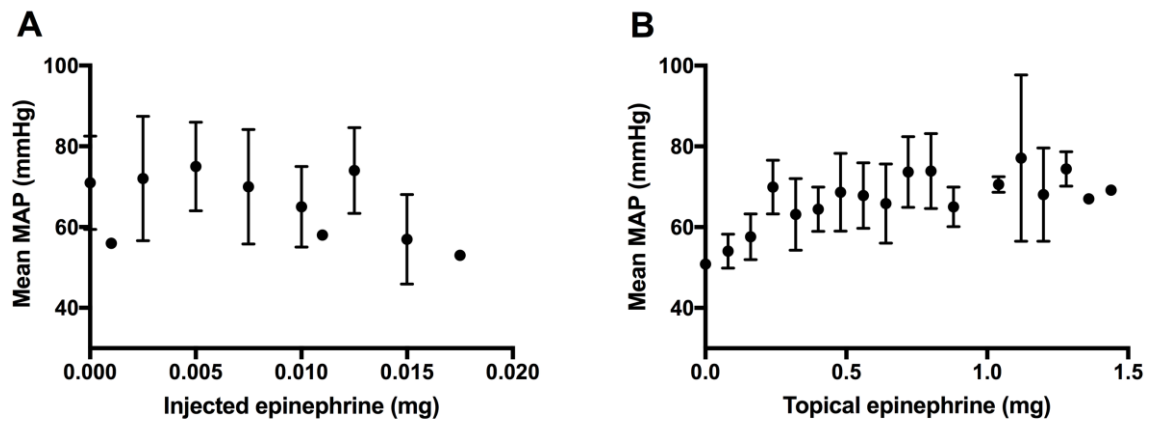 A
Mean MAP (mmHg)
100
80
60
40
0.000 0.005 0.010 0.015 0.020
Injected epinephrine (mg)
B
Mean MAP (mmHg)
100
80
60
40
0.0 0.5 1.0 1.5
Topical epinephrine (mg)